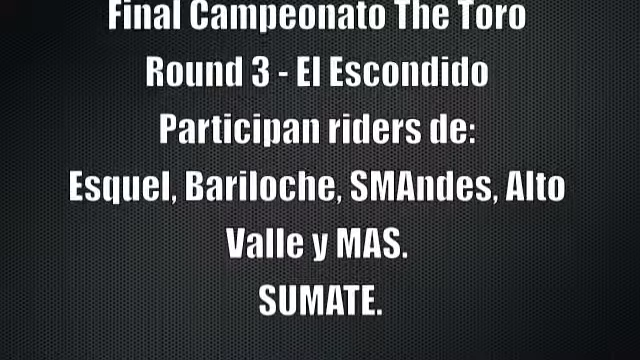 Final Campeonato The Toro
Round 3 - El Escondido
Participan riders de:
Esquel, Bariloche, SMAndes, Alto
Valle y MAS.
SUMATE.